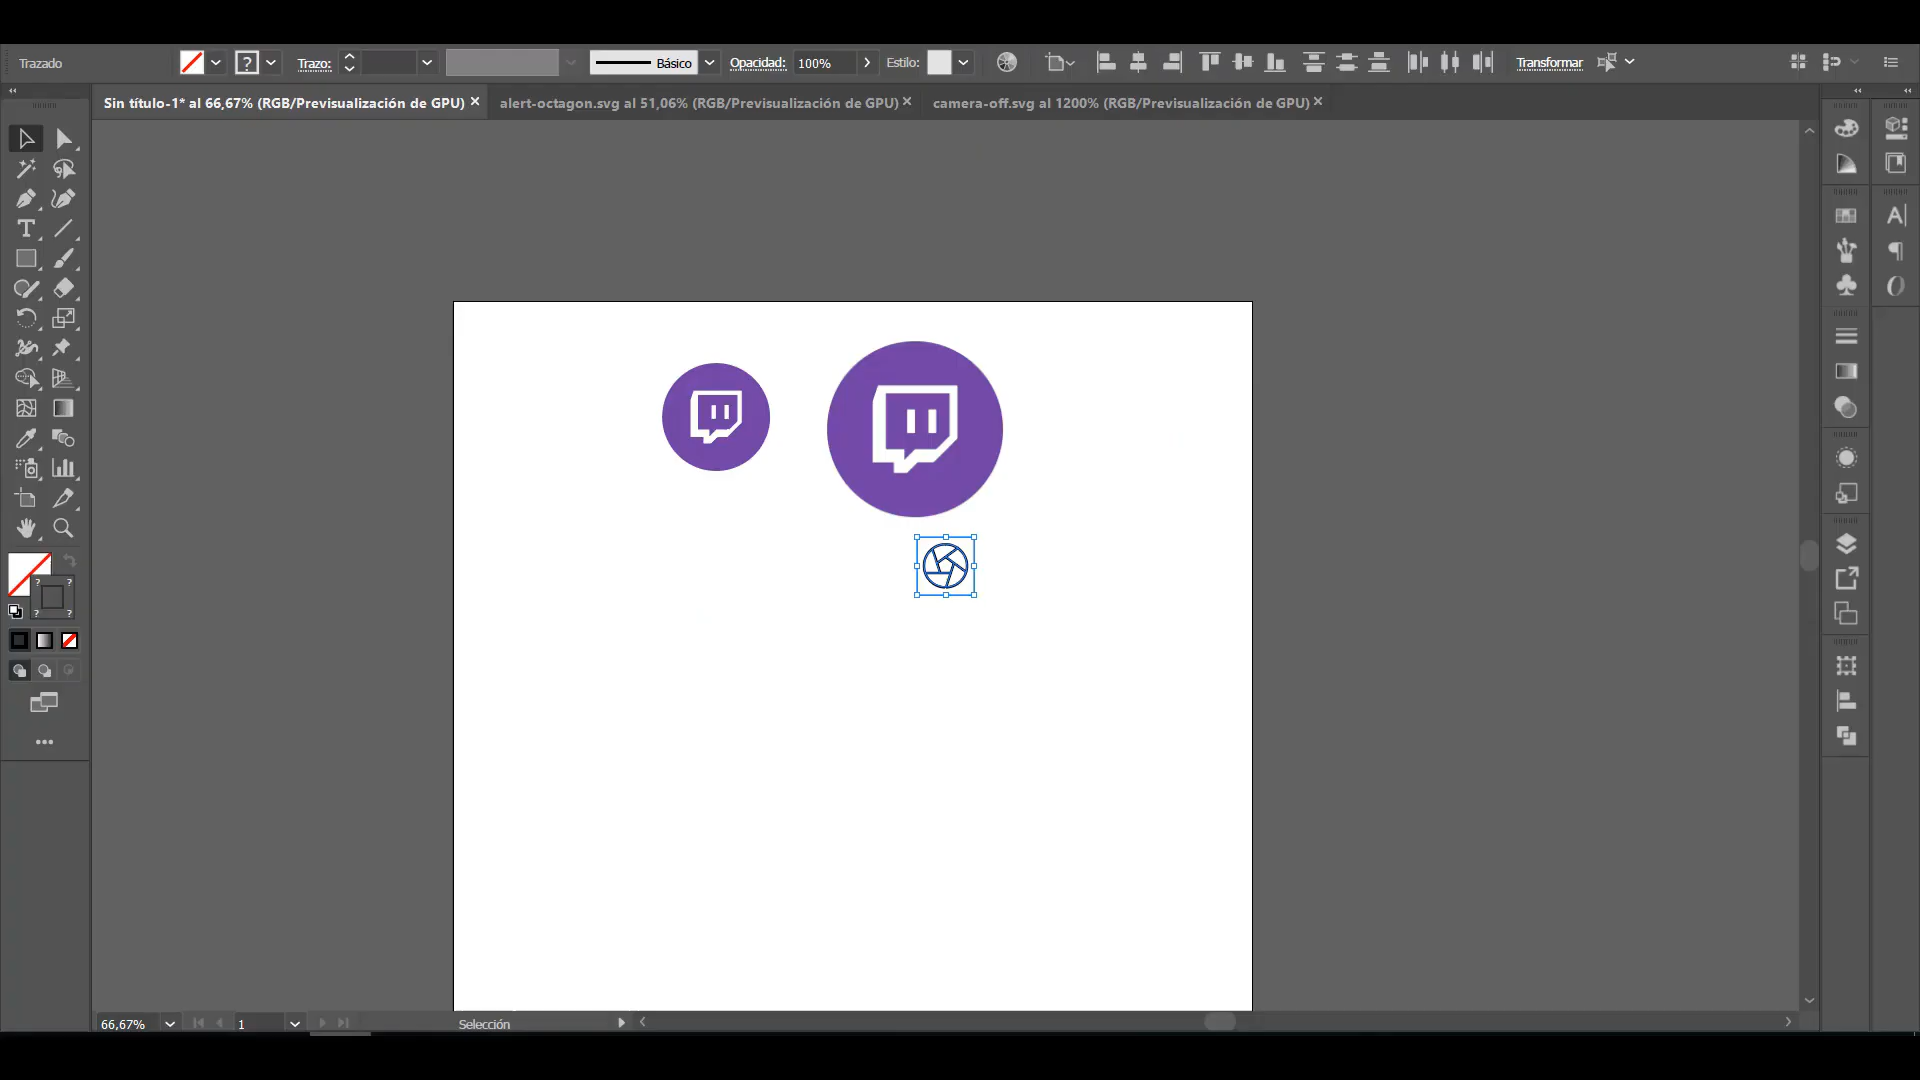 Trazado
Trazo:
Básico
Opacidad:
100%
Estilo:
Transformar
Sin título-1* al 66,67% (RGB/Previsualización de GPU)
alert-octagon.svg al 51,06% (RGB/Previsualización de GPU)
camera-off.svg al 1200% (RGB/Previsualización de GPU)
66,67%
1
Selección